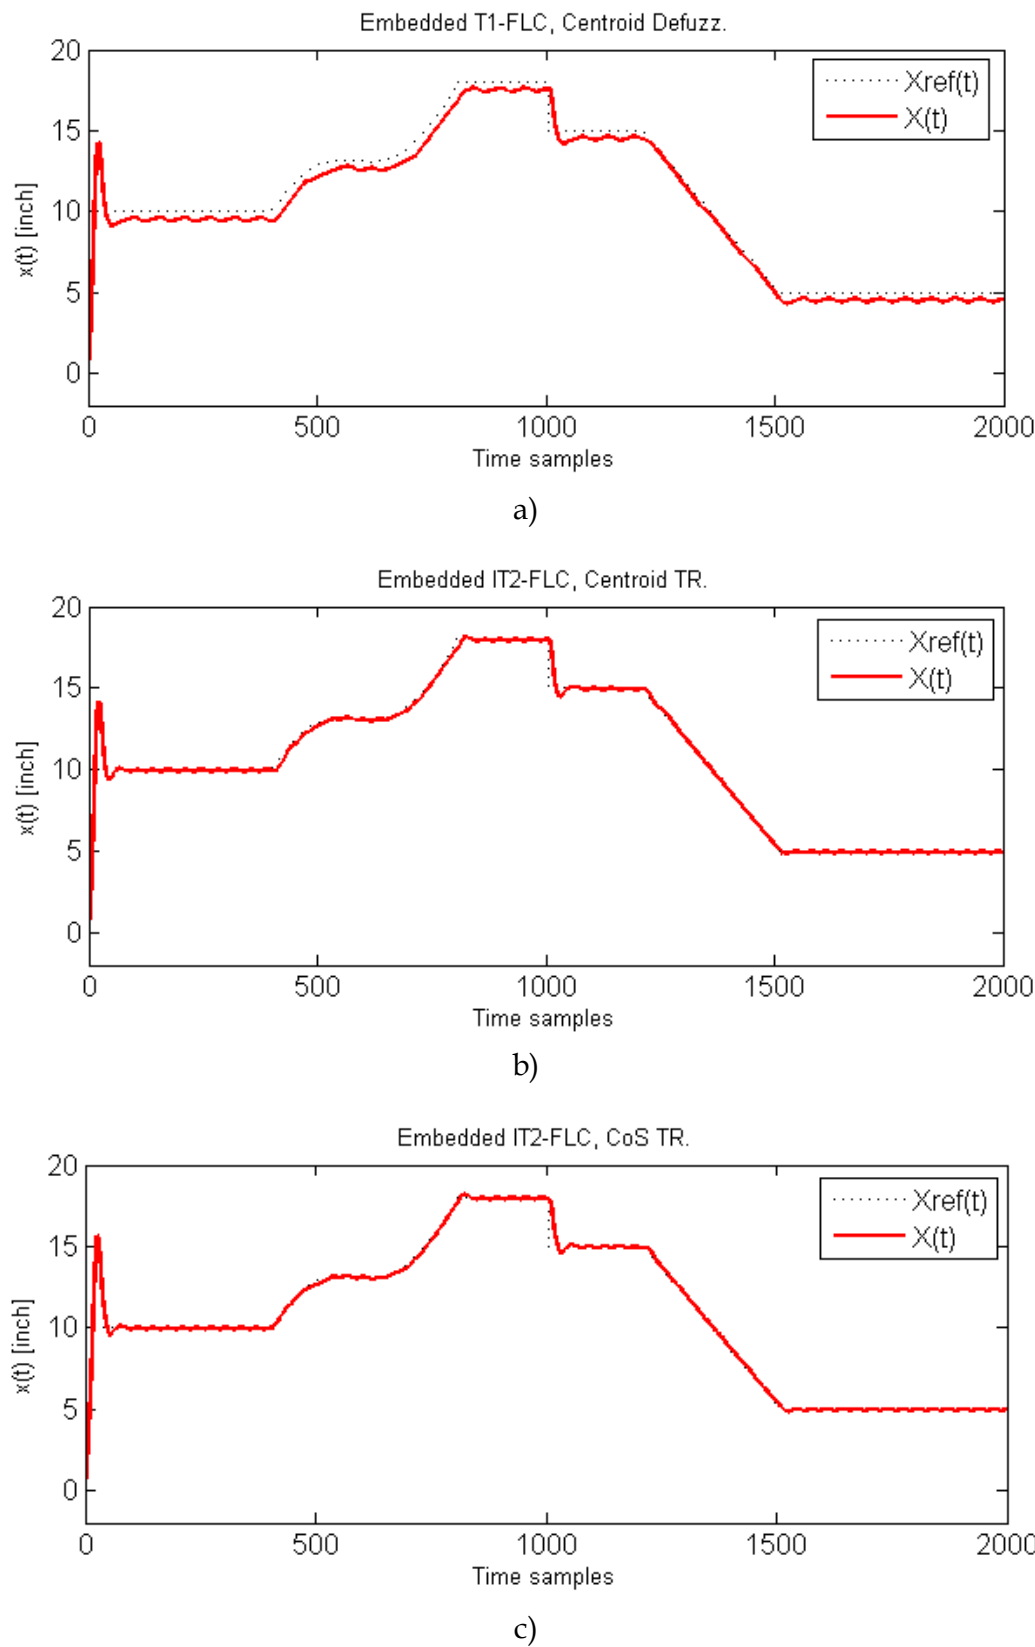 Embedded T1-FLC, Centroid Defuzz.
20
15
10
5
0
x(t) [inch]
Xref(t)
X(t)
0 500 1000 1500 2000
Time samples
a)
Embedded IT2-FLC, Centroid TR.
20
15
10
5
0
x(t) [inch]
Xref(t)
X(t)
0 500 1000 1500 2000
Time samples
b)
Embedded IT2-FLC, CoS TR.
20
15
10
5
0
x(t) [inch]
Xref(t)
X(t)
0 500 1000 1500 2000
Time samples
c)